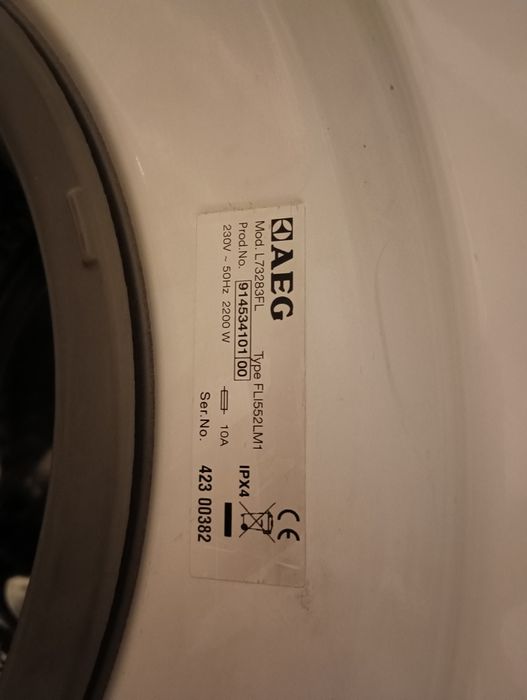 AEG
Mod. L73283FL Type FLI552LM1
Prod.No. 914534101 00
230V ~ 50Hz 2200 W 10A
IPX4
Ser.No. 423 00382
CE